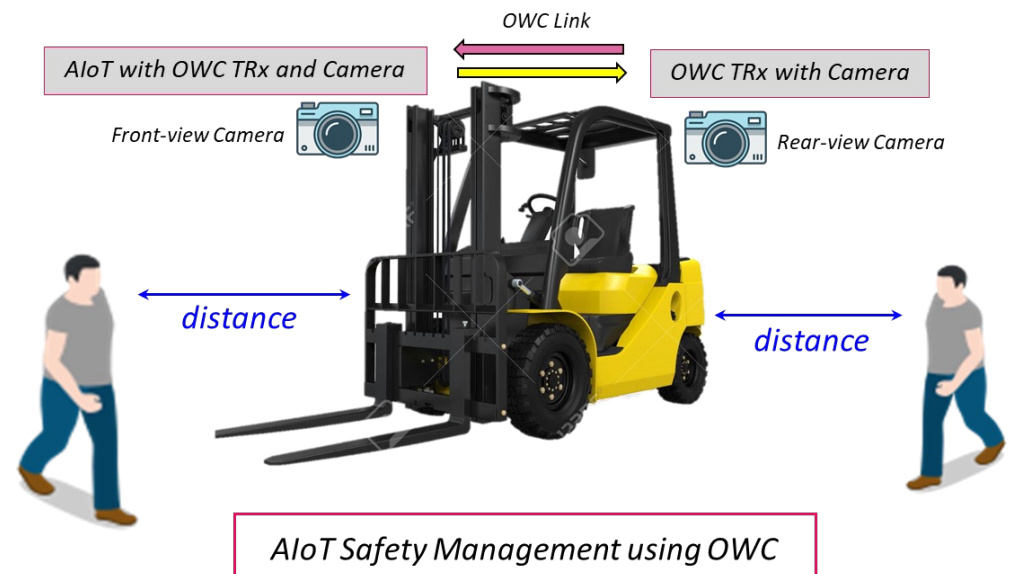 OWC Link
AIoT with OWC TRx and Camera
OWC TRx with Camera
Front-view Camera
Rear-view Camera
distance
distance
AIoT Safety Management using OWC